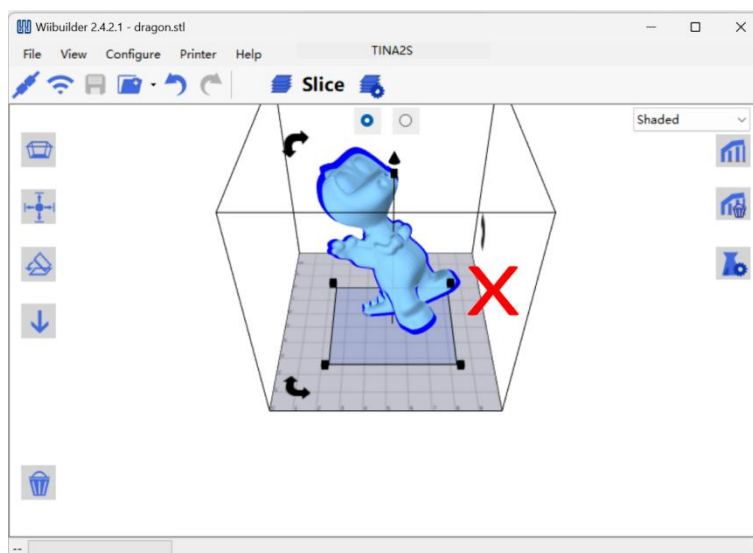 Wiibuilder 2.4.2.1 - dragon.stl
File View Configure Printer Help TINA2S
Slice
Shaded
X
--